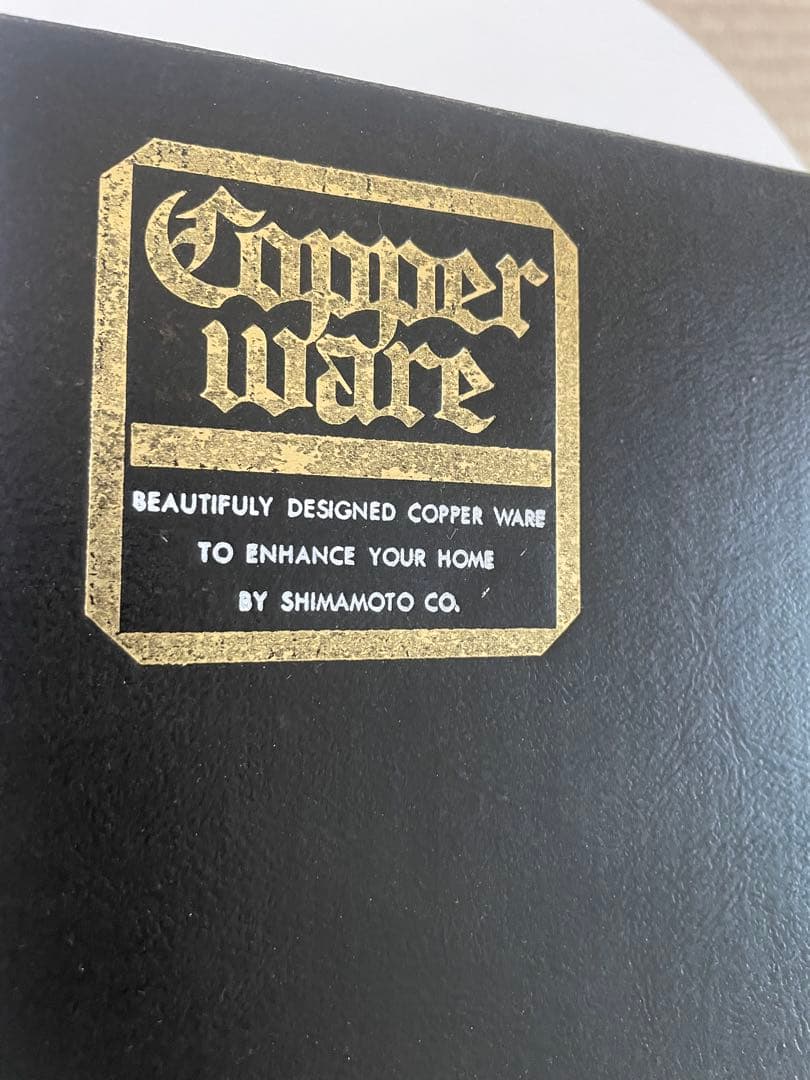 Copper
ware
BEAUTIFULY DESIGNED COPPER WARE
TO ENHANCE YOUR HOME
BY SHIMAMOTO CO.